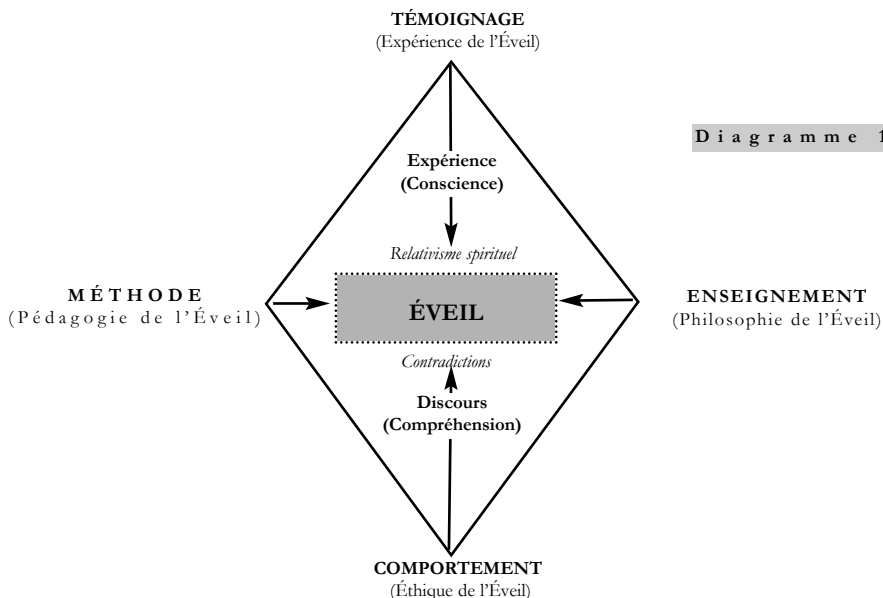 TÉMOIGNAGE
(Expérience de l'Éveil)
Diagramme 1
Expérience
(Conscience)
Relativisme spirituel
MÉTHODE
(Pédagogie de l'Éveil)
ÉVEIL
ENSEIGNEMENT
(Philosophie de l'Éveil)
Contradictions
Discours
(Compréhension)
COMPORTEMENT
(Éthique de l'Éveil)